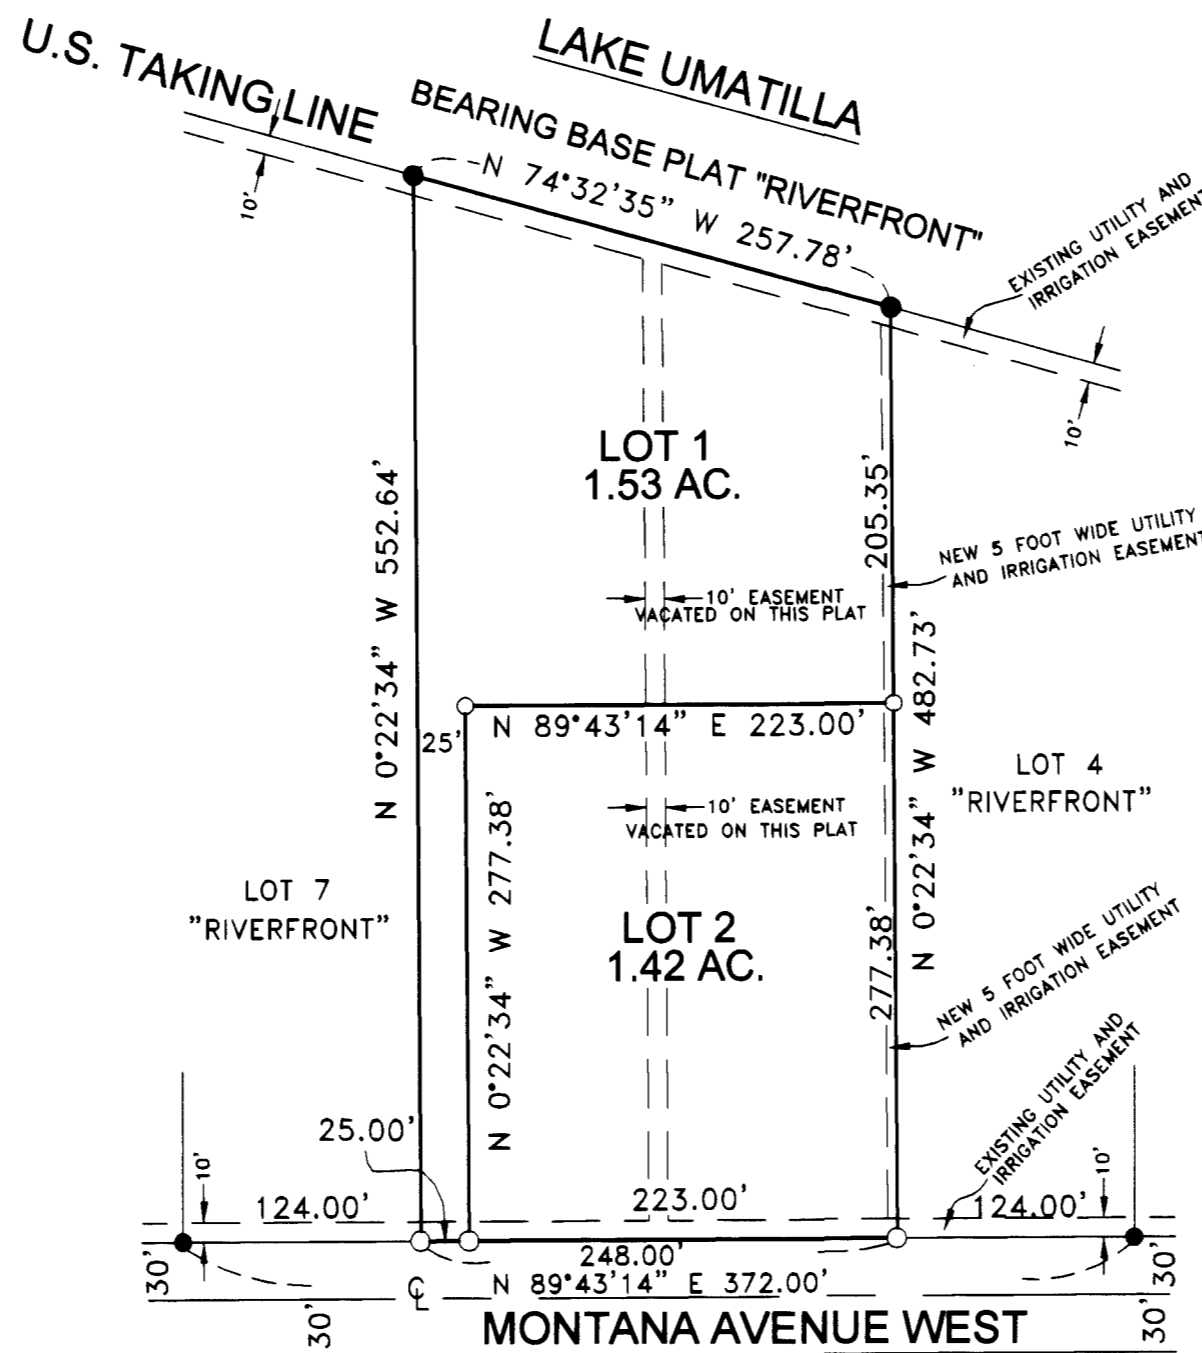 U.S. TAKING LINE
LAKE UMATILLA
BEARING BASE PLAT "RIVERFRONT"
N 74°32'35" W 257.78'
10'
EXISTING UTILITY AND
IRRIGATION EASEMENT
10'
LOT 1
1.53 AC.
N 0°22'34" W 552.64'
205.35'
NEW 5 FOOT WIDE UTILITY
AND IRRIGATION EASEMENT
10' EASEMENT
VACATED ON THIS PLAT
N 0°22'34" W 482.73'
25'
N 89°43'14" E 223.00'
LOT 4
"RIVERFRONT"
10' EASEMENT
VACATED ON THIS PLAT
N 0°22'34" W 277.38'
LOT 7
"RIVERFRONT"
LOT 2
1.42 AC.
277.38'
NEW 5 FOOT WIDE UTILITY
AND IRRIGATION EASEMENT
EXISTING UTILITY AND
IRRIGATION EASEMENT
25.00'
10'
124.00'
223.00'
124.00'
10'
248.00'
30'
N 89°43'14" E 372.00'
30'
30'
CL
MONTANA AVENUE WEST
30'